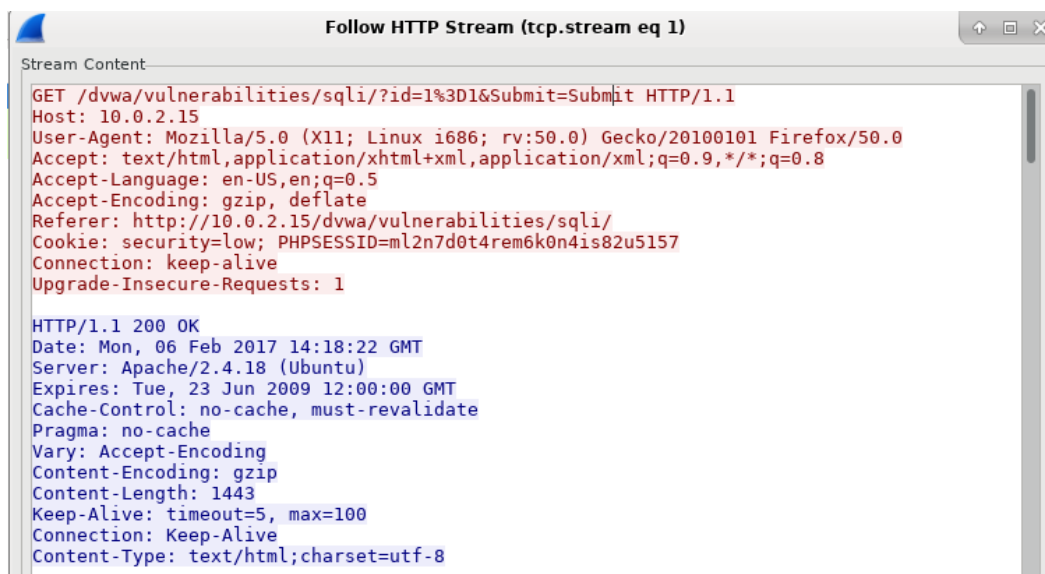 Follow HTTP Stream (tcp.stream eq 1)
Stream Content
GET /dvwa/vulnerabilities/sqli/?id=1%3D1&Submit=Submit HTTP/1.1
Host: 10.0.2.15
User-Agent: Mozilla/5.0 (X11; Linux i686; rv:50.0) Gecko/20100101 Firefox/50.0
Accept: text/html,application/xhtml+xml,application/xml;q=0.9,*/*;q=0.8
Accept-Language: en-US,en;q=0.5
Accept-Encoding: gzip, deflate
Referer: http://10.0.2.15/dvwa/vulnerabilities/sqli/
Cookie: security=low; PHPSESSID=ml2n7d0t4rem6k0n4is82u5157
Connection: keep-alive
Upgrade-Insecure-Requests: 1
HTTP/1.1 200 OK
Date: Mon, 06 Feb 2017 14:18:22 GMT
Server: Apache/2.4.18 (Ubuntu)
Expires: Tue, 23 Jun 2009 12:00:00 GMT
Cache-Control: no-cache, must-revalidate
Pragma: no-cache
Vary: Accept-Encoding
Content-Encoding: gzip
Content-Length: 1443
Keep-Alive: timeout=5, max=100
Connection: Keep-Alive
Content-Type: text/html;charset=utf-8